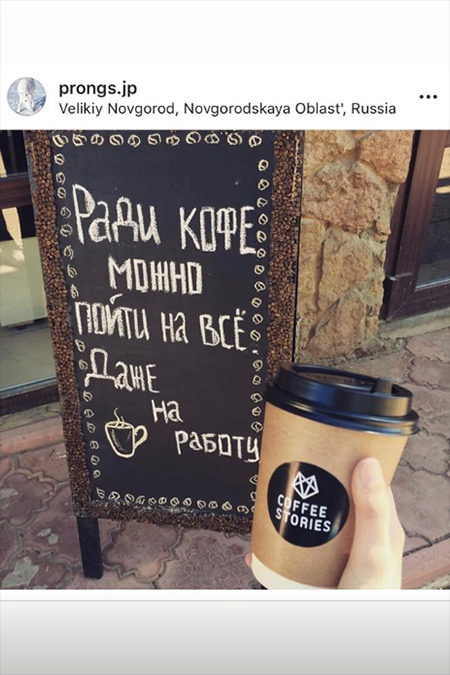 prongs.jp
Velikiy Novgorod, Novgorodskaya Oblast', Russia
Ради кофе
можно
пойти на всё.
Даже
на
работу
COFFEE
STORIES